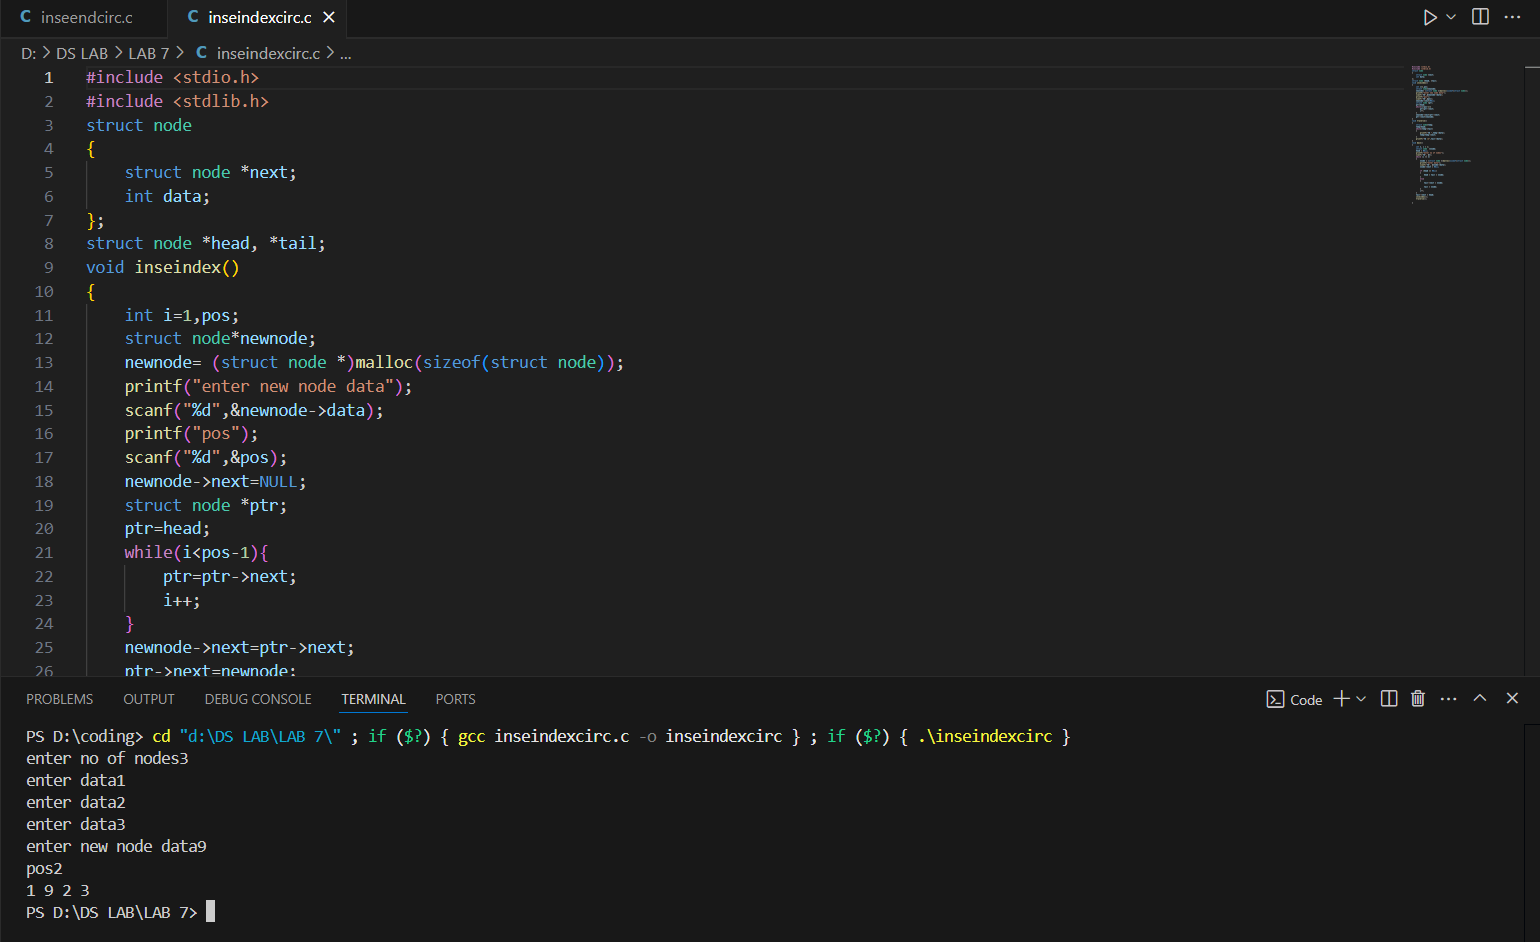 C inseendcirc.c C inseindexcirc.c
D: > DS LAB > LAB 7 > C inseindexcirc.c > ...
1 #include <stdio.h>
2 #include <stdlib.h>
3 struct node
4 {
5 struct node *next;
6 int data;
7 };
8 struct node *head, *tail;
9 void inseindex()
10 {
11 int i=1,pos;
12 struct node*newnode;
13 newnode= (struct node *)malloc(sizeof(struct node));
14 printf("enter new node data");
15 scanf("%d",&newnode->data);
16 printf("pos");
17 scanf("%d",&pos);
18 newnode->next=NULL;
19 struct node *ptr;
20 ptr=head;
21 while(i<pos-1){
22 ptr=ptr->next;
23 i++;
24 }
25 newnode->next=ptr->next;
26 ptr->next=newnode;
PROBLEMS OUTPUT DEBUG CONSOLE TERMINAL PORTS Code
PS D:\coding> cd "d:\DS LAB\LAB 7\" ; if ($?) { gcc inseindexcirc.c -o inseindexcirc } ; if ($?) { .\inseindexcirc }
enter no of nodes3
enter data1
enter data2
enter data3
enter new node data9
pos2
1 9 2 3
PS D:\DS LAB\LAB 7>